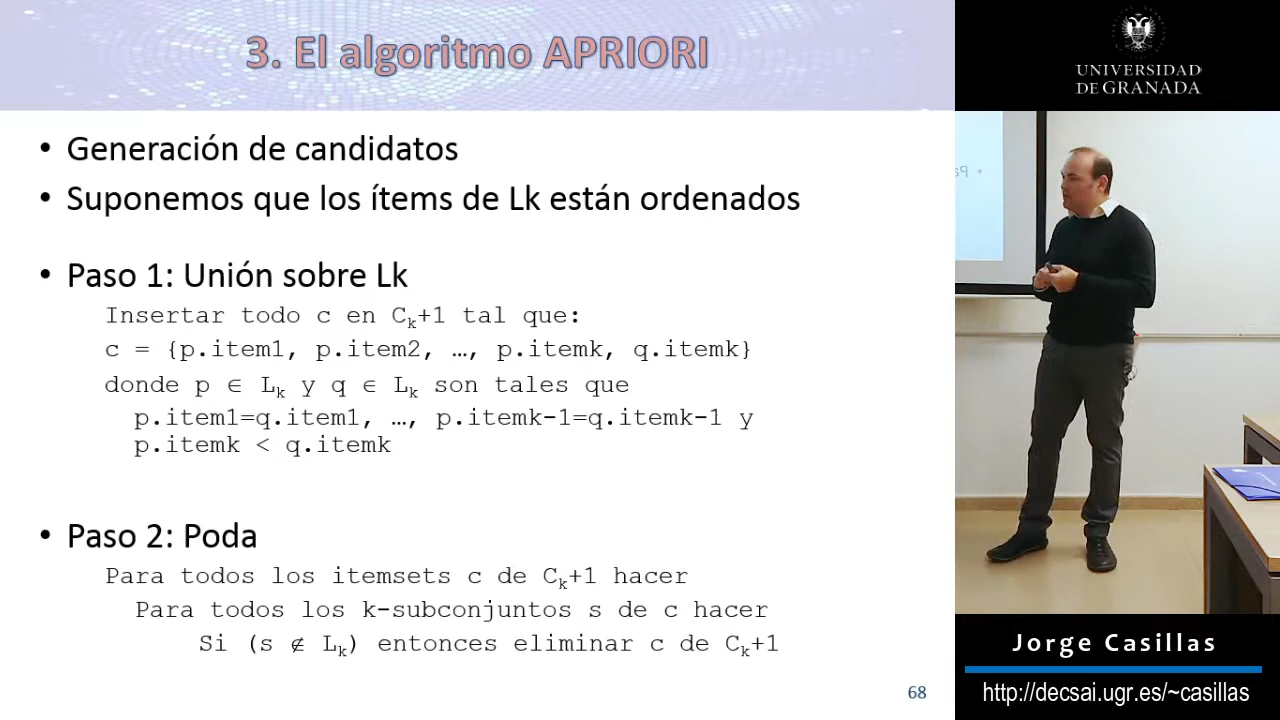 3. El algoritmo APRIORI
• Generación de candidatos
• Suponemos que los ítems de Lk están ordenados
• Paso 1: Unión sobre Lk
Insertar todo c en Ck+1 tal que:
c = {p.item1, p.item2, …, p.itemk, q.itemk}
donde p ∈ Lk y q ∈ Lk son tales que
p.item1=q.item1, …, p.itemk-1=q.itemk-1 y
p.itemk < q.itemk
• Paso 2: Poda
Para todos los itemsets c de Ck+1 hacer
Para todos los k-subconjuntos s de c hacer
Si (s ∉ Lk) entonces eliminar c de Ck+1
68
UNIVERSIDAD
DE GRANADA
Jorge Casillas
http://decsai.ugr.es/~casillas